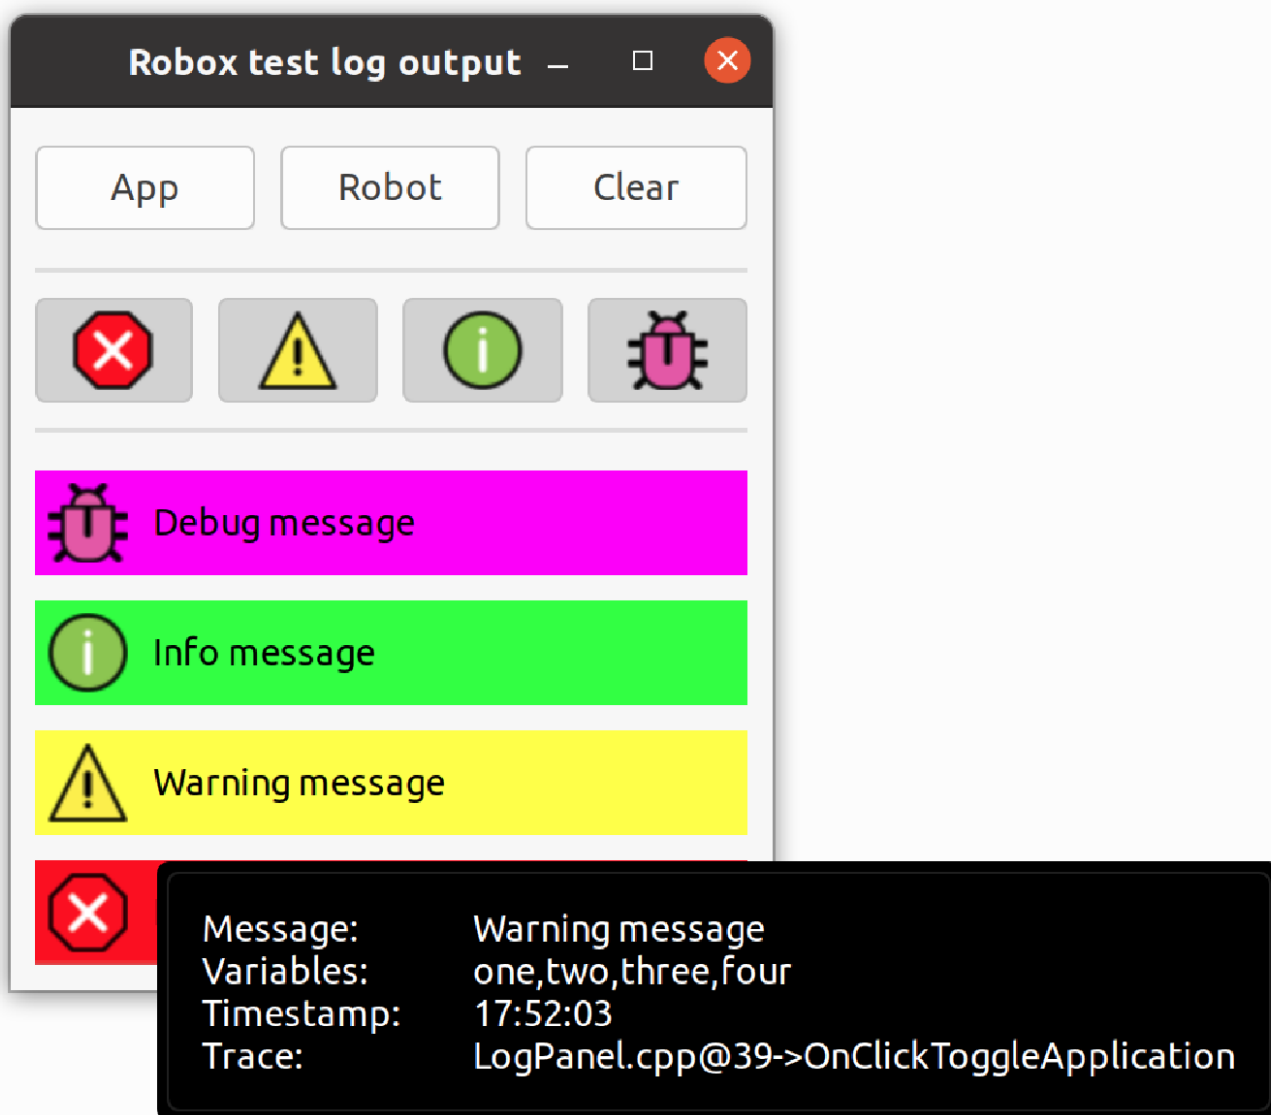 Robox test log output
App Robot Clear
Debug message
Info message
Warning message
Message: Warning message
Variables: one,two,three,four
Timestamp: 17:52:03
Trace: LogPanel.cpp@39->OnClickToggleApplication